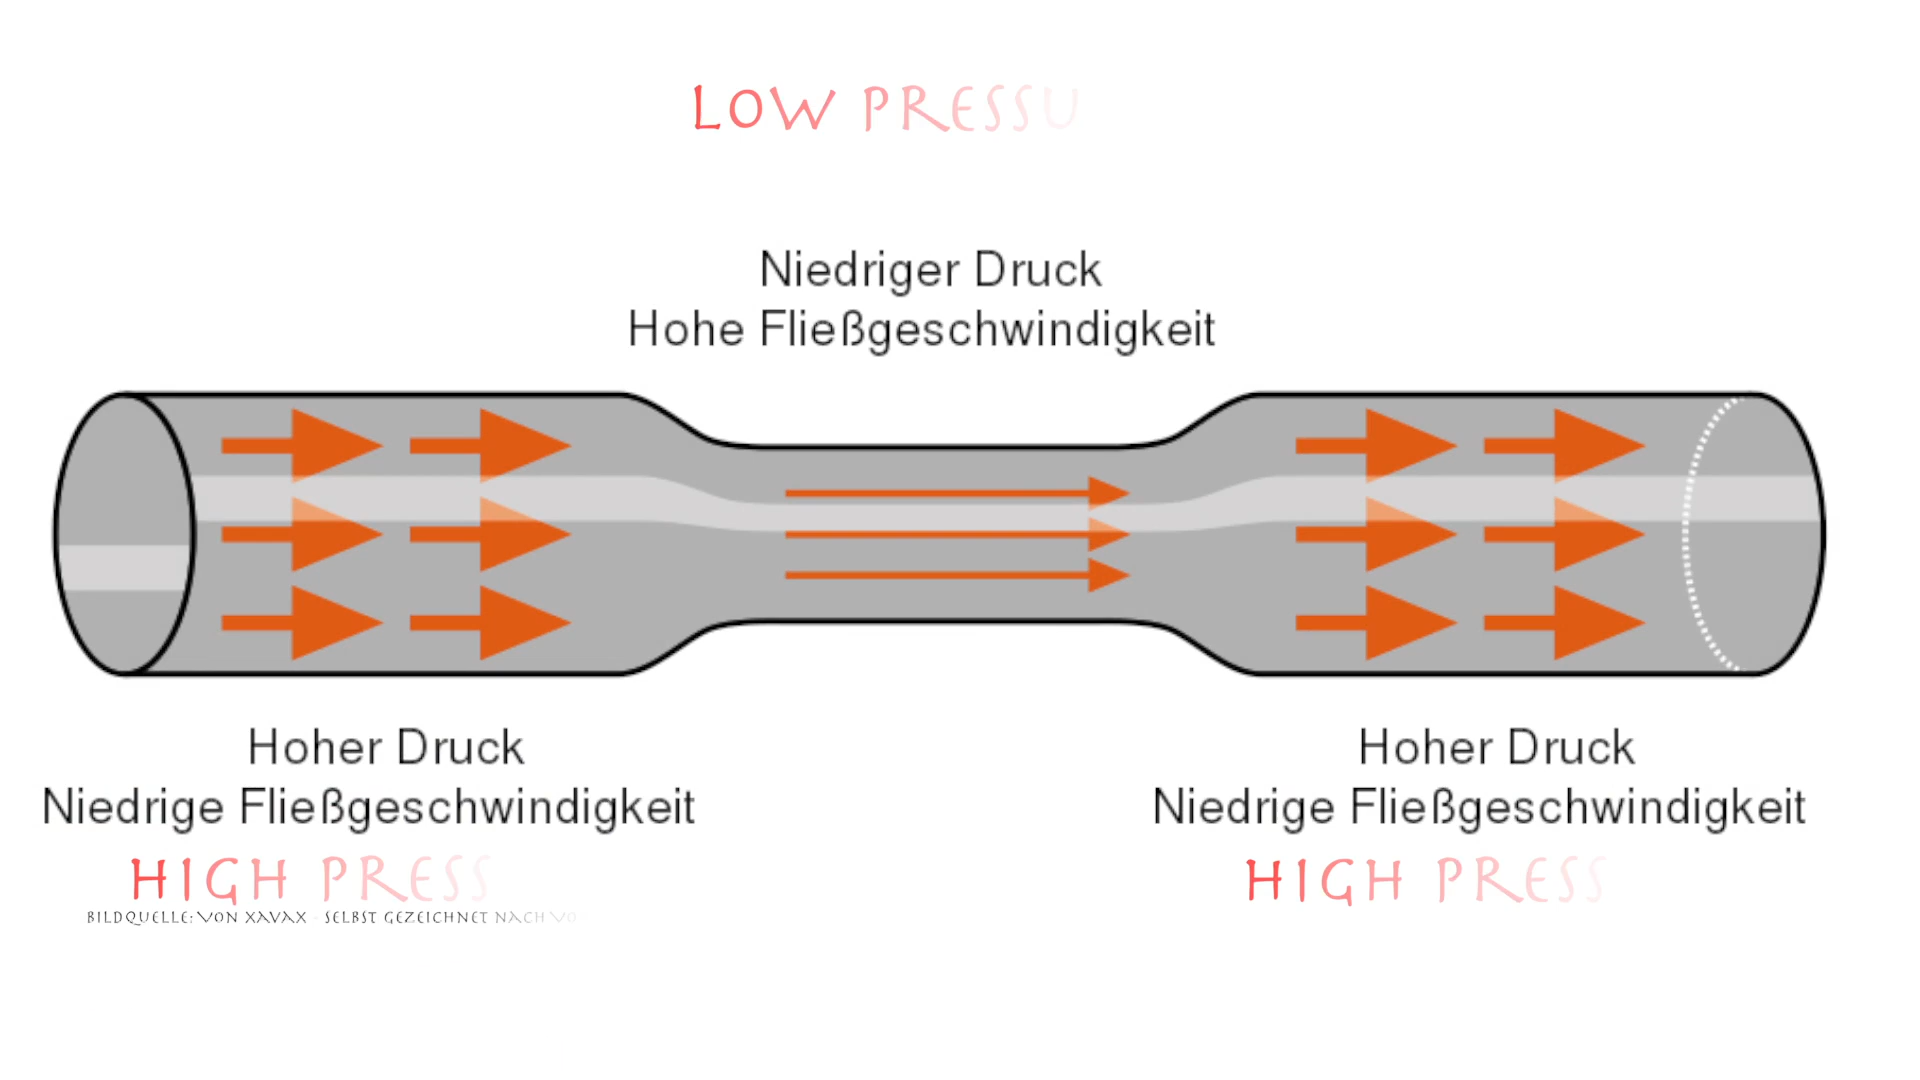 LOW PRESSU
Niedriger Druck
Hohe Fließgeschwindigkeit
Hoher Druck
Niedrige Fließgeschwindigkeit
HIGH PRESS
BILDQUELLE: VON XAVAX - SELBST GEZEICHNET NACH VO
Hoher Druck
Niedrige Fließgeschwindigkeit
HIGH PRESS